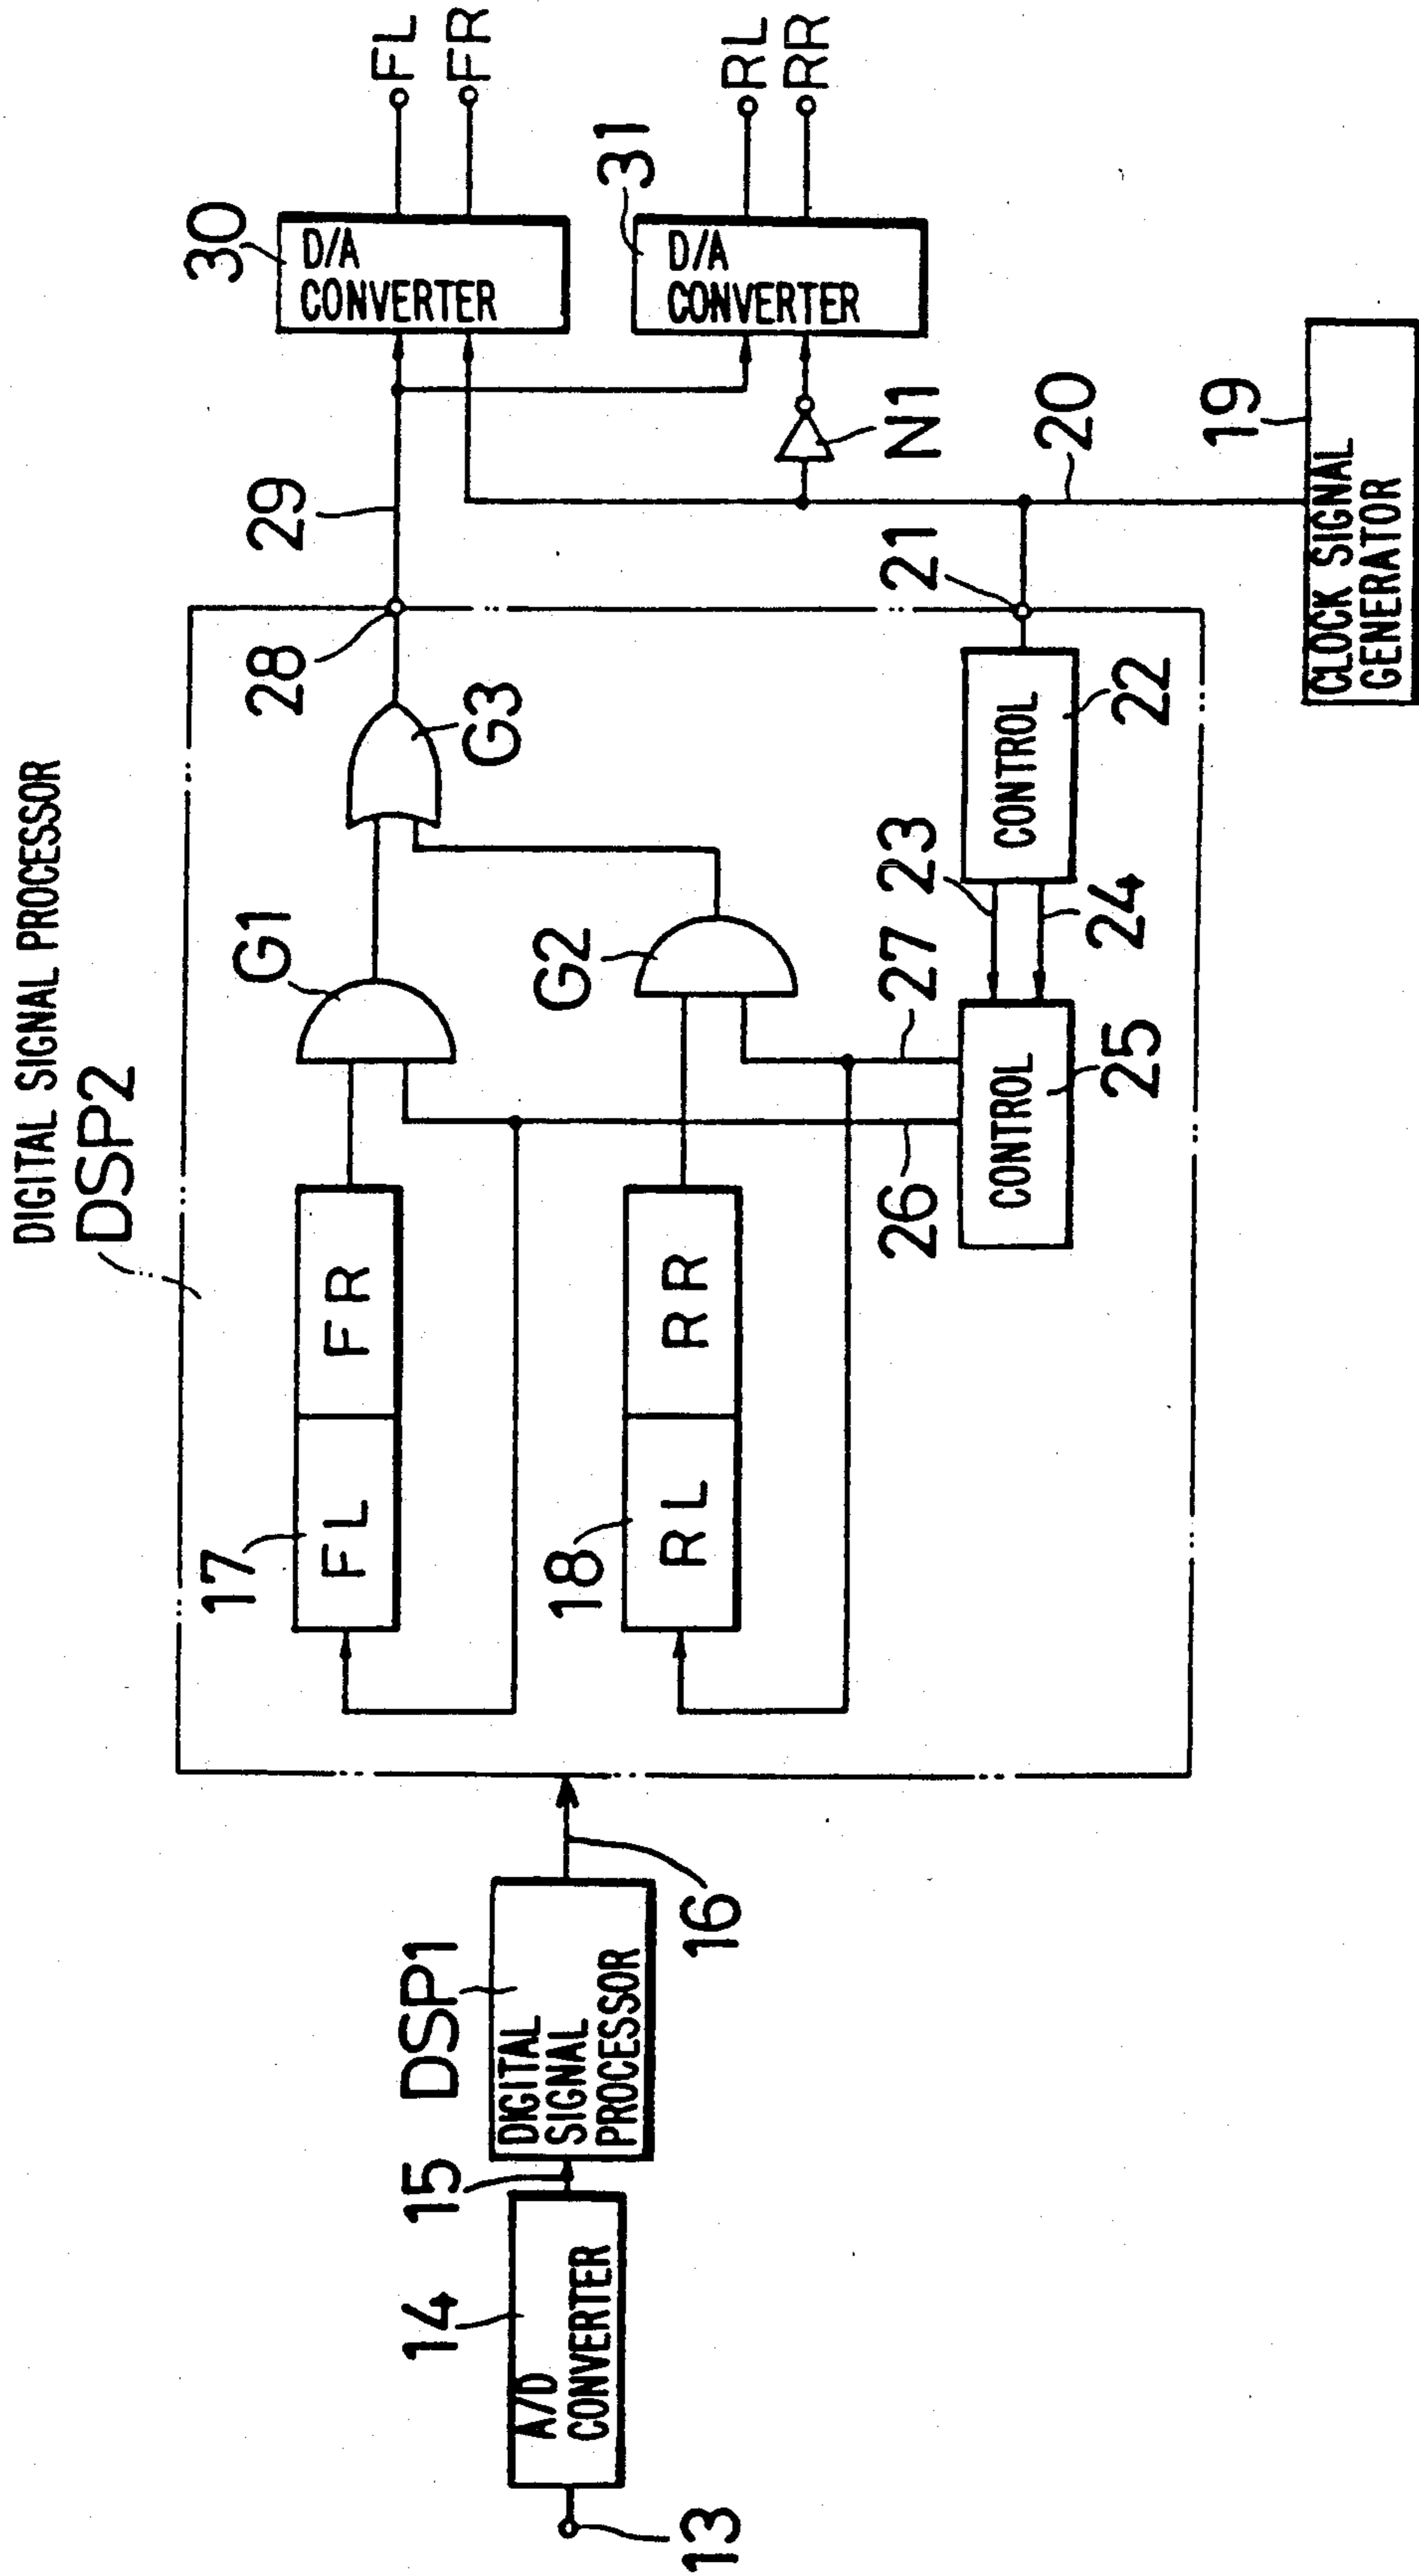 DIGITAL SIGNAL PROCESSOR
DSP2
13
14
A/D
CONVERTER
15
DSP1
DIGITAL
SIGNAL
PROCESSOR
16
17
FL FR
18
RL RR
G1
G2
G3
26
27
25
CONTROL
23
24
CONTROL
22
28
21
29
20
N1
19
CLOCK SIGNAL
GENERATOR
30
D/A
CONVERTER
31
D/A
CONVERTER
FL
FR
RL
RR